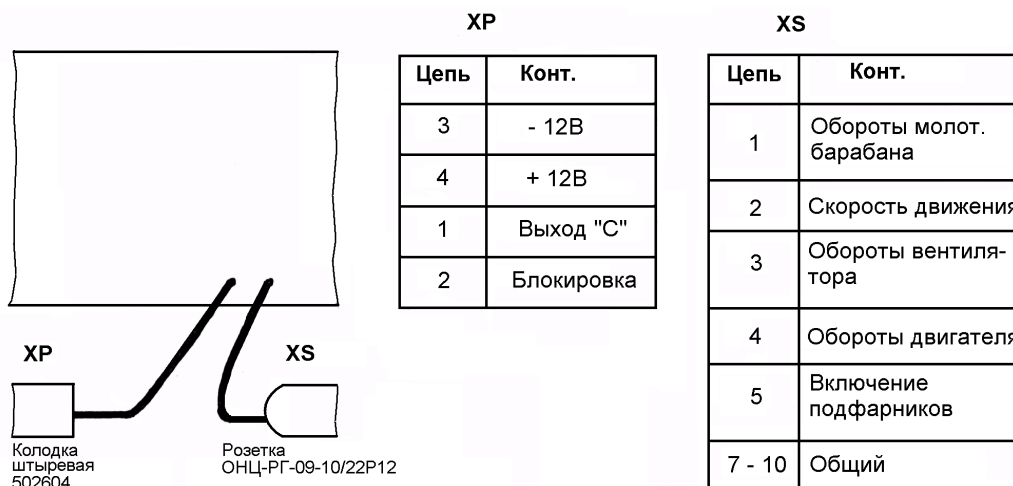 XP
Цепь Конт.
3 - 12В
4 + 12В
1 Выход "С"
2 Блокировка
XS
Цепь Конт.
1 Обороты молот.
барабана
2 Скорость движения
3 Обороты вентиля-
тора
4 Обороты двигателя
5 Включение
подфарников
7 - 10 Общий
XP
XS
Колодка
штыревая
502604
Розетка
ОНЦ-РГ-09-10/22Р12